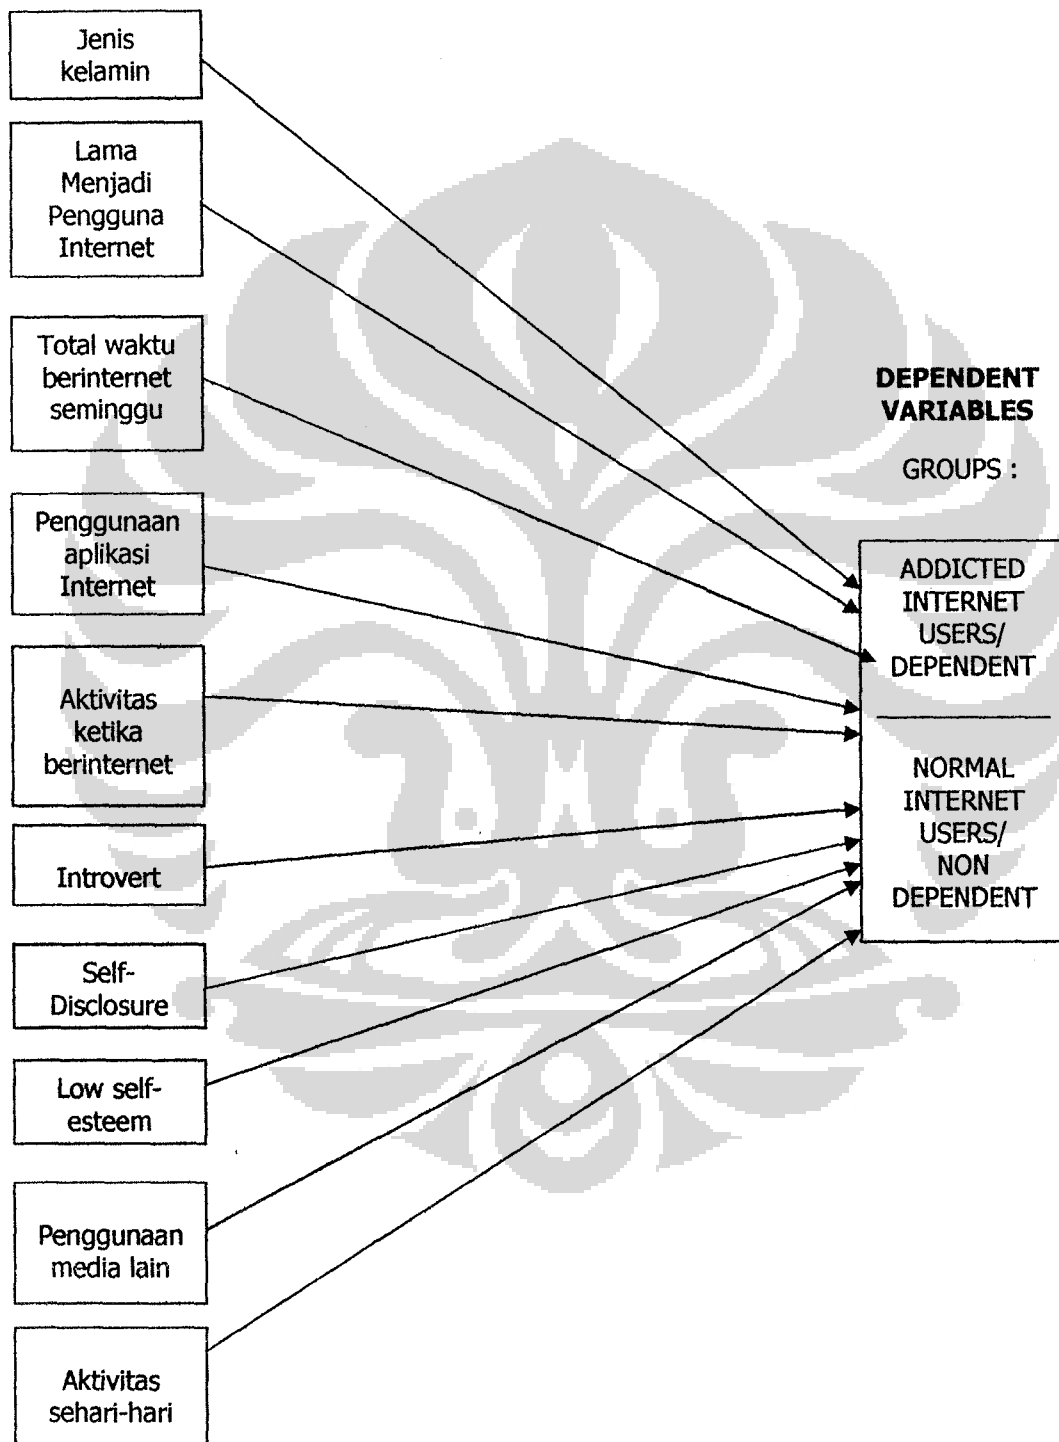 Jenis
kelamin
Lama
Menjadi
Pengguna
Internet
Total waktu
berinternet
seminggu
Penggunaan
aplikasi
Internet
Aktivitas
ketika
berinternet
Introvert
Self-
Disclosure
Low self-
esteem
Penggunaan
media lain
Aktivitas
sehari-hari
DEPENDENT
VARIABLES
GROUPS :
ADDICTED
INTERNET
USERS/
DEPENDENT
NORMAL
INTERNET
USERS/
NON
DEPENDENT